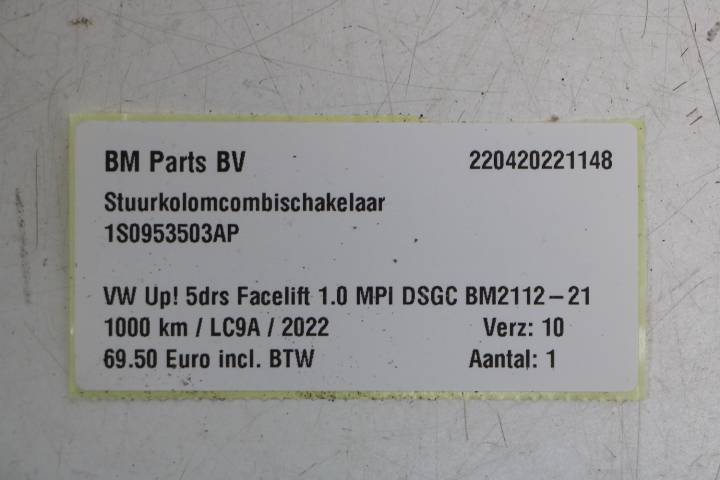 BM Parts BV 220420221148
Stuurkolomcombischakelaar
1S0953503AP
VW Up! 5drs Facelift 1.0 MPI DSGC BM2112-21
1000 km / LC9A / 2022 Verz: 10
69.50 Euro incl. BTW Aantal: 1